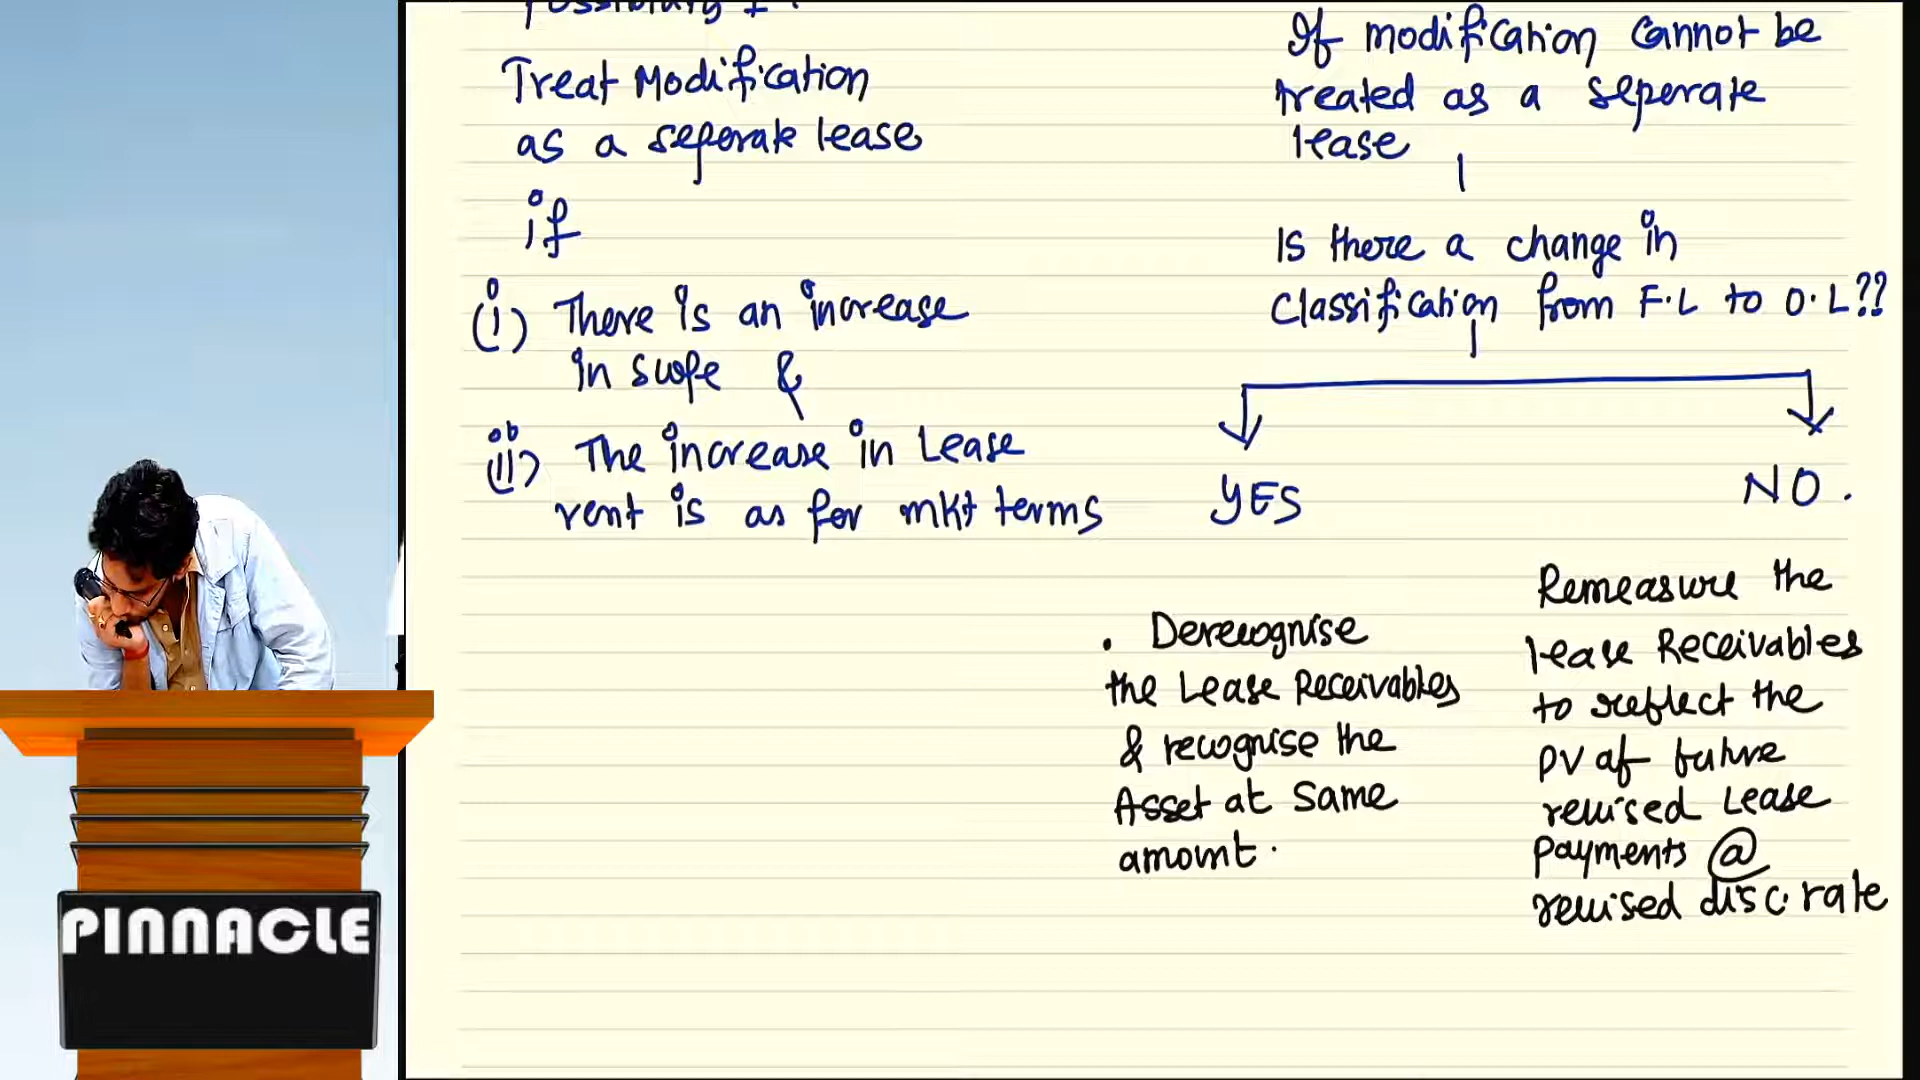 Possibility I :
Treat Modification
as a seperate lease
if
(i) There is an increase
in scope &
(ii) The increase in Lease
rent is as per mkt terms
If modification cannot be
treated as a seperate
lease
Is there a change in
classification from F.L to O.L??
YES
NO.
. Derecognise
the Lease Receivables
& recognise the
Asset at same
amount.
Remeasure the
lease Receivables
to reflect the
PV of future
revised Lease
payments @
revised disc. rate
PINNACLE